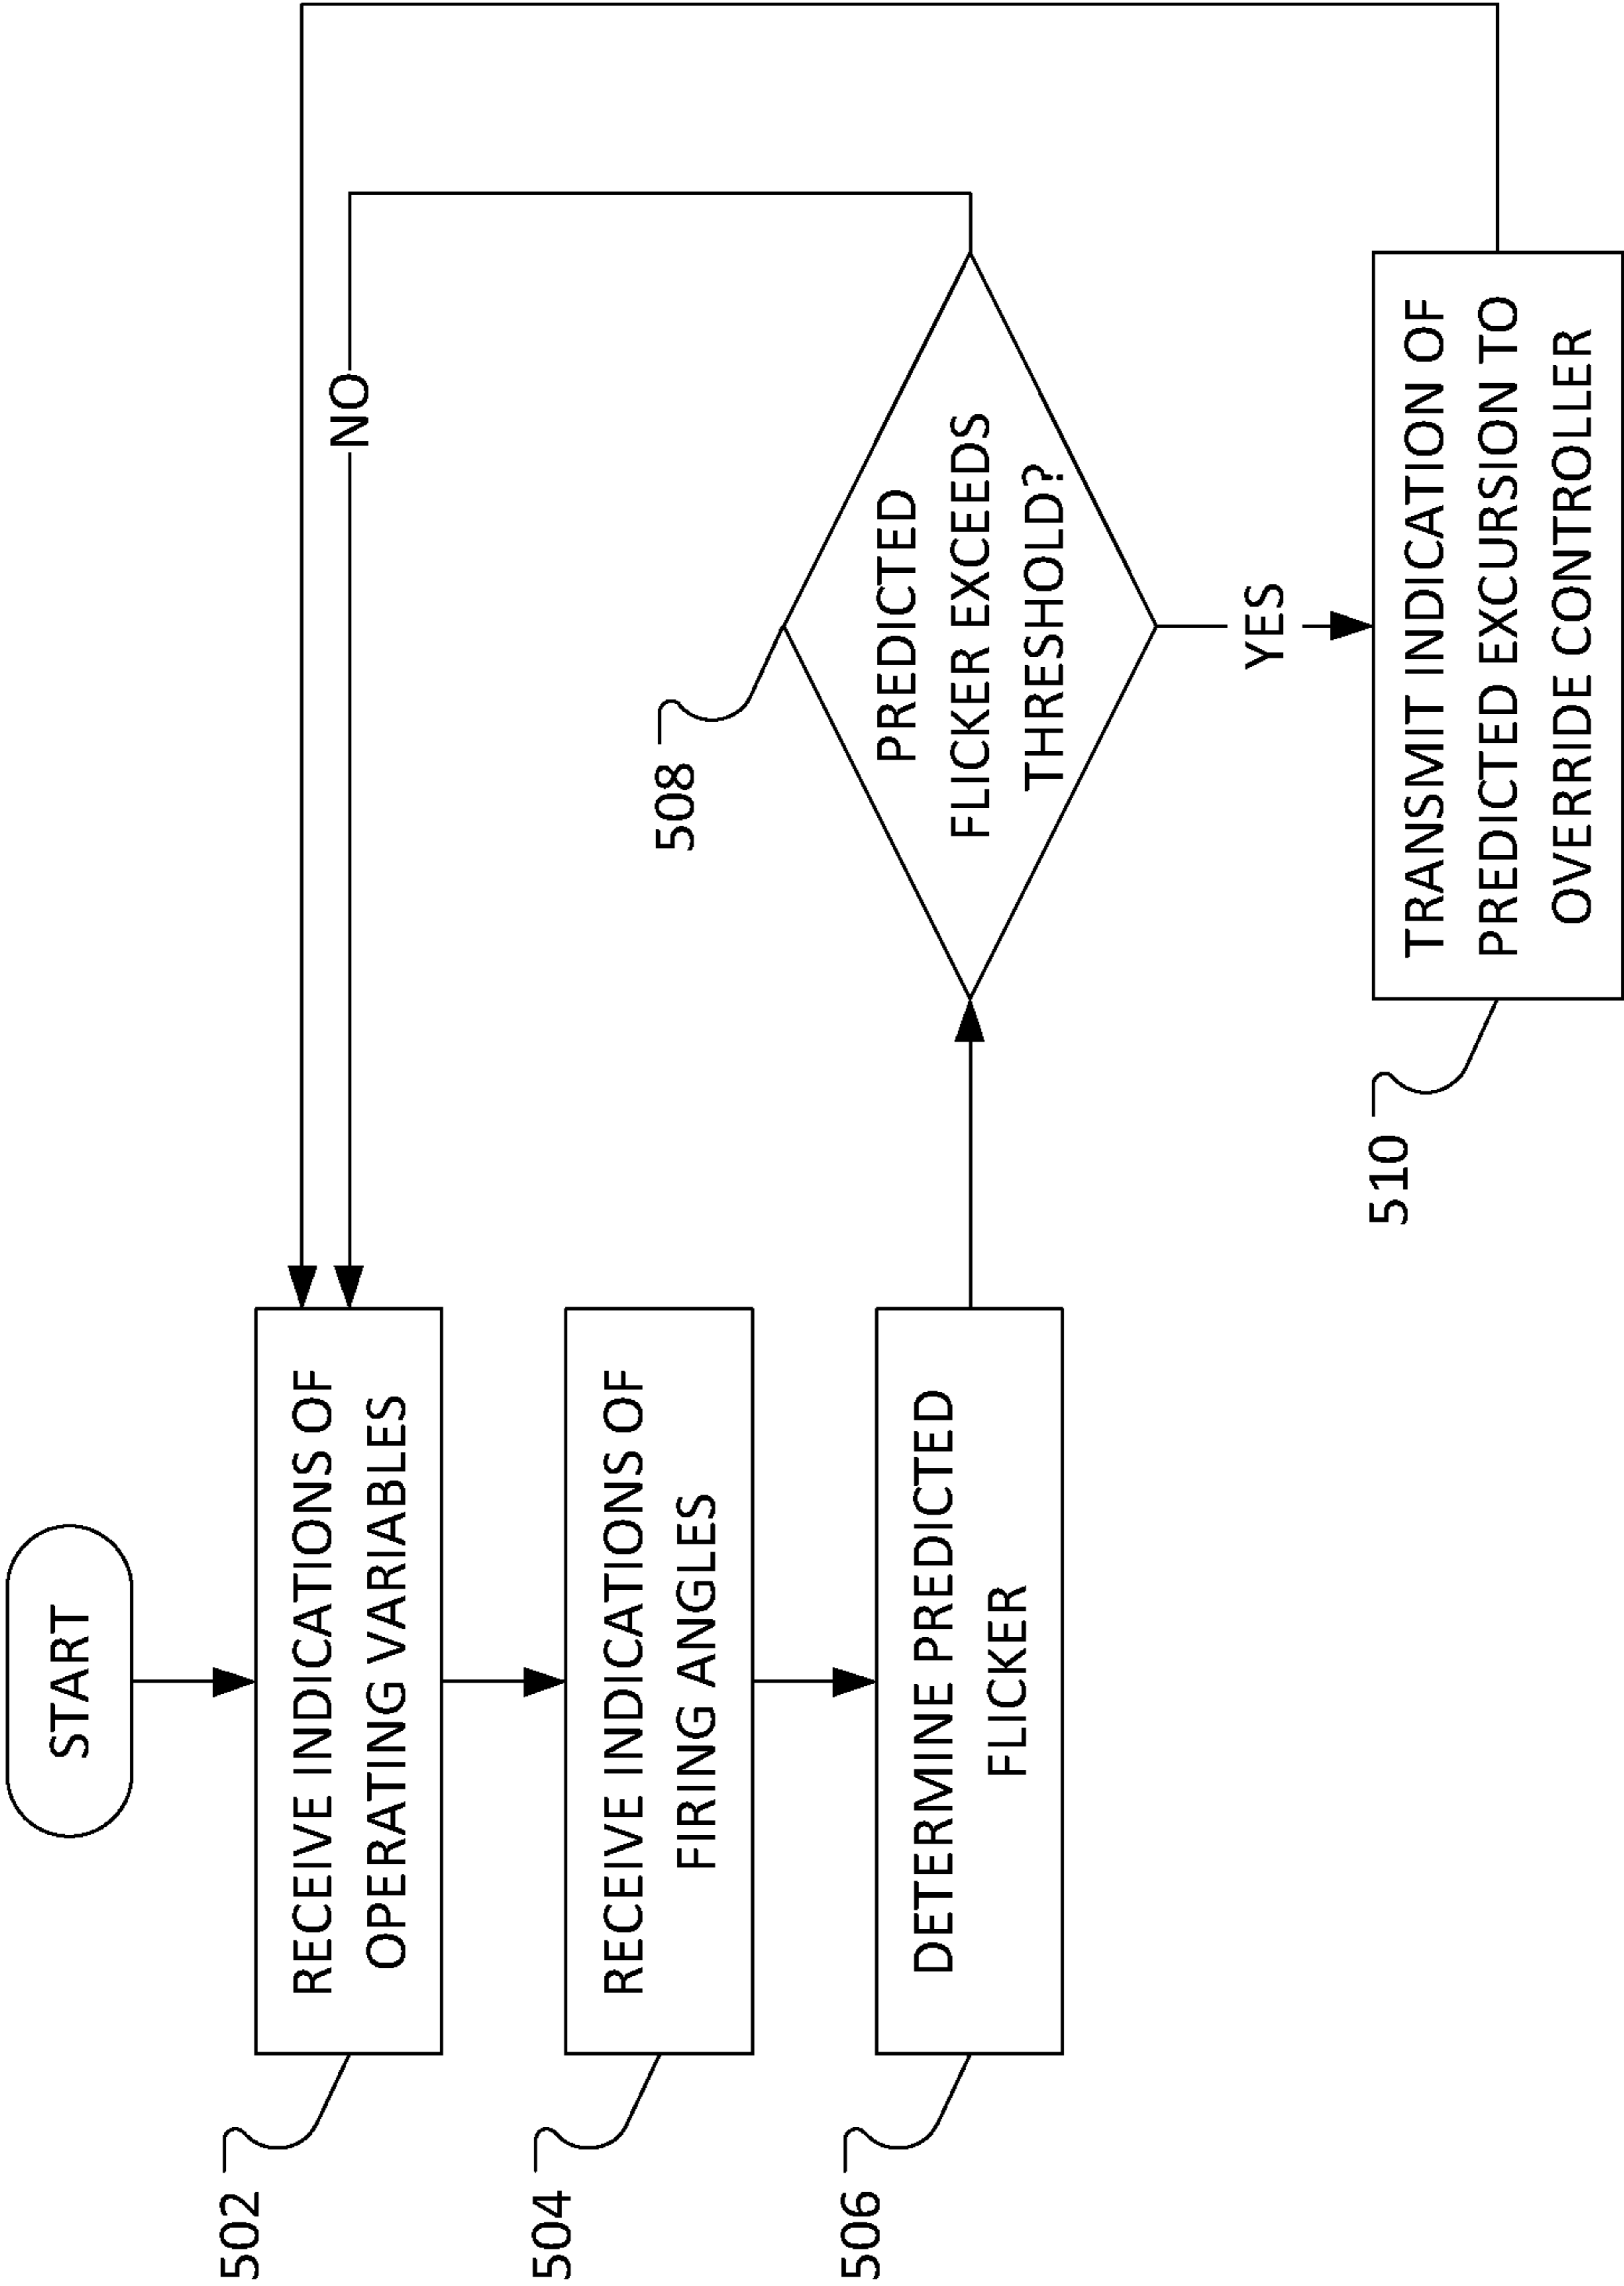 START
502
RECEIVE INDICATIONS OF
OPERATING VARIABLES
504
RECEIVE INDICATIONS OF
FIRING ANGLES
506
DETERMINE PREDICTED
FLICKER
508
PREDICTED
FLICKER EXCEEDS
THRESHOLD?
NO
YES
510
TRANSMIT INDICATION OF
PREDICTED EXCURSION TO
OVERRIDE CONTROLLER